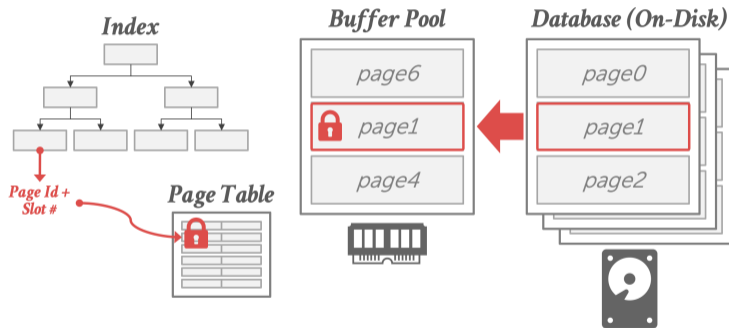 Index
Page Id +
Slot #
Page Table
Buffer Pool
page6
page1
page4
Database (On-Disk)
page0
page1
page2